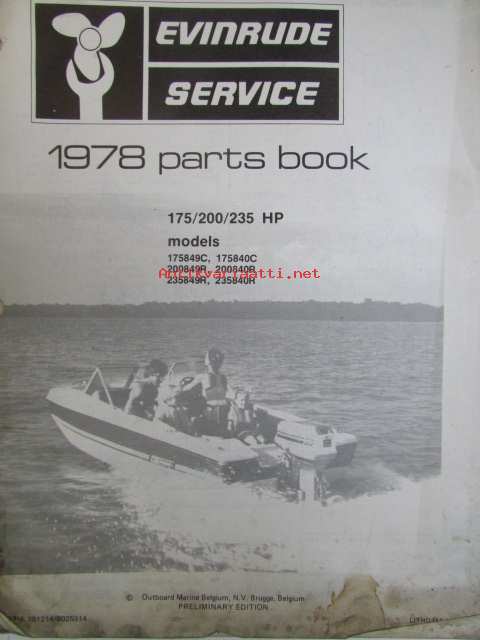 EVINRUDE
SERVICE
1978 parts book
175/200/235 HP
models
175849C, 175840C
200849R, 200840R
235849R, 235840R
Antikvariaatti.net
© Outboard Marine Belgium, N.V. Brugge, Belgium
PRELIMINARY EDITION